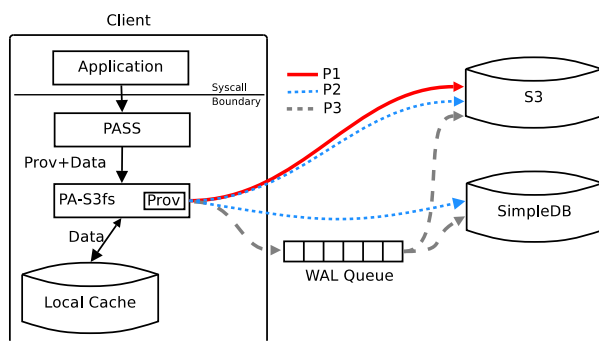 Client
Application
Syscall
Boundary
PASS
Prov+Data
PA-S3fs
Prov
Data
Local Cache
P1
P2
P3
WAL Queue
S3
SimpleDB